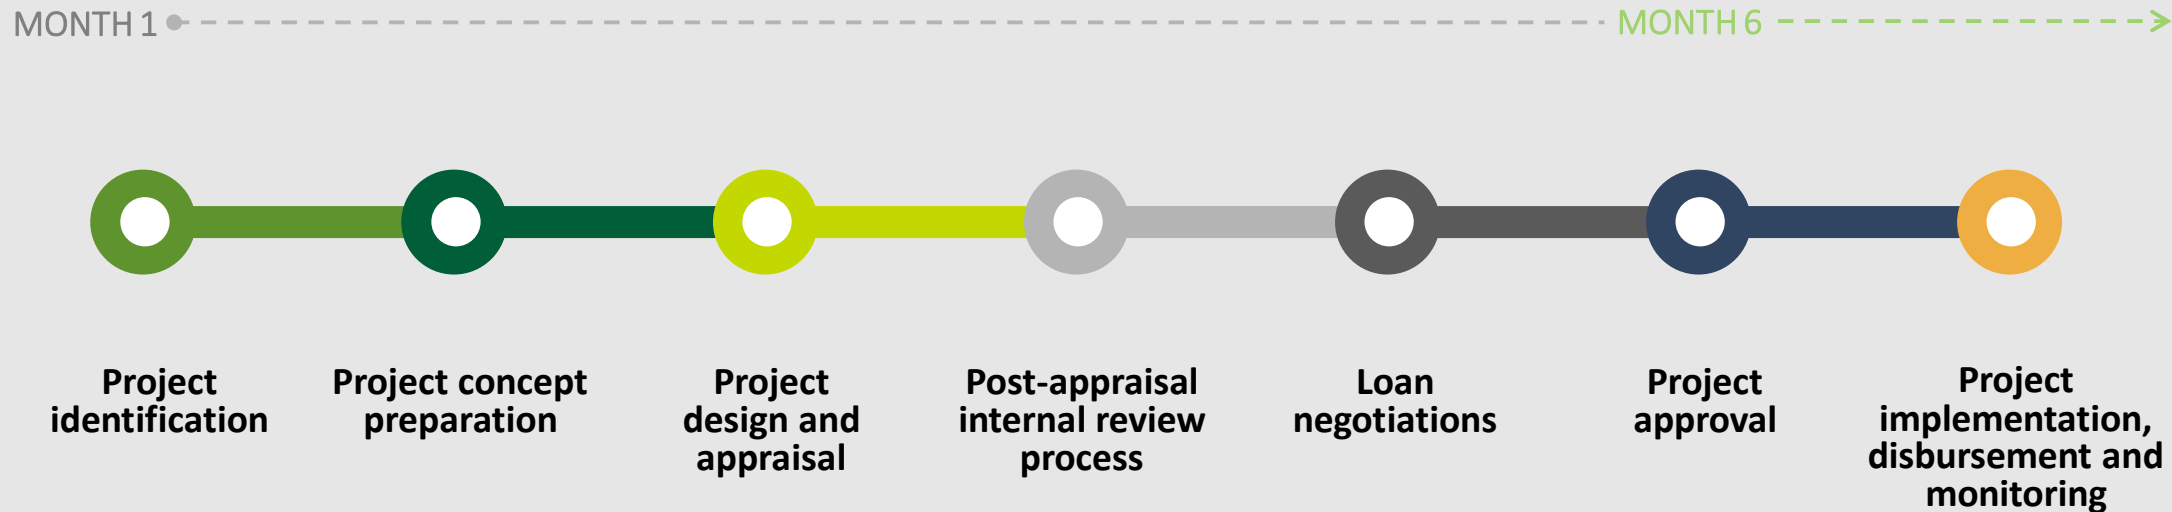 MONTH 1
MONTH 6
Project
identification
Project concept
preparation
Project
design and
appraisal
Post-appraisal
internal review
process
Loan
negotiations
Project
approval
Project
implementation,
disbursement and
monitoring